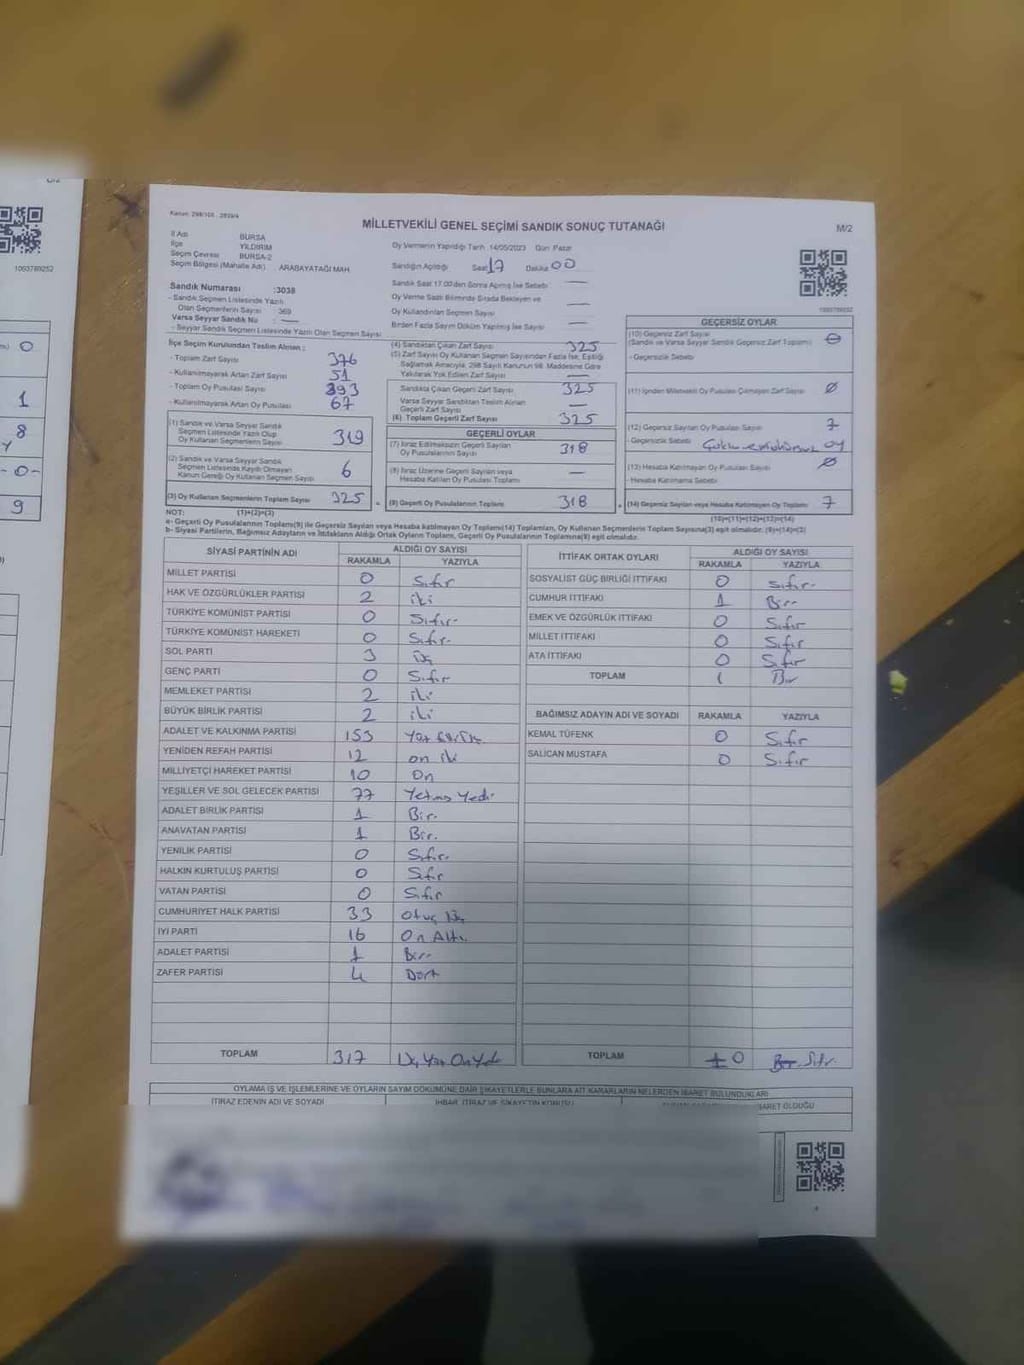 Kanun: 298/105 , 2839/4
MİLLETVEKİLİ GENEL SEÇİMİ SANDIK SONUÇ TUTANAĞI
M/2
İl Adı BURSA
İlçe YILDIRIM
Seçim Çevresi BURSA-2
Seçim Bölgesi (Mahalle Adı) : ARABAYATAĞI MAH.
Oy Vermenin Yapıldığı Tarih 14/05/2023 Gün Pazar
Sandığın Açıldığı Saat 17 Dakika 00
Sandık Saat 17.00'den Sonra Açılmış İse Sebebi —
Oy Verme Saati Bitiminde Sırada Bekleyen ve
Oy Kullandırılan Seçmen Sayısı —
Birden Fazla Sayım Döküm Yapılmış İse Sayısı —
1093789252
Sandık Numarası :3038
- Sandık Seçmen Listesinde Yazılı
Olan Seçmenlerin Sayısı 369
Varsa Seyyar Sandık No : —
- Seyyar Sandık Seçmen Listesinde Yazılı Olan Seçmen Sayısı
İlçe Seçim Kurulundan Teslim Alınan ;
- Toplam Zarf Sayısı 376
- Kullanılmayarak Artan Zarf Sayısı 51
- Toplam Oy Pusulası Sayısı 393
- Kullanılmayarak Artan Oy Pusulası 67
(1) Sandık ve Varsa Seyyar Sandık
Seçmen Listesinde Yazılı Olup
Oy Kullanan Seçmenlerin Sayısı 319
(2) Sandık ve Varsa Seyyar Sandık
Seçmen Listesinde Kayıtlı Olmayan
Kanun Gereği Oy Kullanan Seçmen Sayısı 6
(3) Oy Kullanan Seçmenlerin Toplam Sayısı 325
(4) Sandıktan Çıkan Zarf Sayısı 325
(5) Zarf Sayısı Oy Kullanan Seçmen Sayısından Fazla İse, Eşitliği
Sağlamak Amacıyla; 298 Sayılı Kanunun 98. Maddesine Göre
Yakılarak Yok Edilen Zarf Sayısı —
Sandıkta Çıkan Geçerli Zarf Sayısı 325
Varsa Seyyar Sandıktan Teslim Alınan
Geçerli Zarf Sayısı —
(6) Toplam Geçerli Zarf Sayısı 325
GEÇERLİ OYLAR
(7) İtiraz Edilmeksizin Geçerli Sayılan
Oy Pusulalarının Sayısı 318
(8) İtiraz Üzerine Geçerli Sayılan veya
Hesaba Katılan Oy Pusulası Toplamı —
(9) Geçerli Oy Pusulalarının Toplamı 318
GEÇERSİZ OYLAR
(10) Geçersiz Zarf Sayısı
(Sandık ve Varsa Seyyar Sandık Geçersiz Zarf Toplamı)
- Geçersizlik Sebebi
(11) İçinden Milletvekili Oy Pusulası Çıkmayan Zarf Sayısı Ø
(12) Geçersiz Sayılan Oy Pusulası Sayısı 7
- Geçersizlik Sebebi
(13) Hesaba Katılmayan Oy Pusulası Sayısı Ø
- Hesaba Katılmama Sebebi
(14) Geçersiz Sayılan veya Hesaba Katılmayan Oy Toplamı 7
NOT: (1)+(2)=(3) (10)+(11)+(12)+(13)=(14)
a- Geçerli Oy Pusulalarının Toplamı(9) ile Geçersiz Sayılan veya Hesaba katılmayan Oy Toplamı(14) Toplamları, Oy Kullanan Seçmenlerin Toplam Sayısına(3) eşit olmalıdır. (9)+(14)=(3)
b- Siyasi Partilerin, Bağımsız Adayların ve İttifakların Aldığı Ortak Oyların Toplamı, Geçerli Oy Pusulalarının Toplamına(9) eşit olmalıdır.
SİYASİ PARTİNİN ADI ALDIĞI OY SAYISI
RAKAMLA YAZIYLA
MİLLET PARTİSİ 0 Sıfır
HAK VE ÖZGÜRLÜKLER PARTİSİ 2 iki
TÜRKİYE KOMÜNİST PARTİSİ 0 Sıfır
TÜRKİYE KOMÜNİST HAREKETİ 0 Sıfır
SOL PARTİ 3 üç
GENÇ PARTİ 0 Sıfır
MEMLEKET PARTİSİ 2 iki
BÜYÜK BİRLİK PARTİSİ 2 iki
ADALET VE KALKINMA PARTİSİ 153 Yüz Elli Üç
YENİDEN REFAH PARTİSİ 12 on iki
MİLLİYETÇİ HAREKET PARTİSİ 10 On
YEŞİLLER VE SOL GELECEK PARTİSİ 77 Yetmiş Yedi
ADALET BİRLİK PARTİSİ 1 Bir
ANAVATAN PARTİSİ 1 Bir
YENİLİK PARTİSİ 0 Sıfır
HALKIN KURTULUŞ PARTİSİ 0 Sıfır
VATAN PARTİSİ 0 Sıfır
CUMHURİYET HALK PARTİSİ 33 Otuz Üç
İYİ PARTİ 16 On Altı
ADALET PARTİSİ 1 Bir
ZAFER PARTİSİ 4 Dört
TOPLAM 317 Üç Yüz On Yedi
İTTİFAK ORTAK OYLARI ALDIĞI OY SAYISI
RAKAMLA YAZIYLA
SOSYALİST GÜÇ BİRLİĞİ İTTİFAKI 0 Sıfır
CUMHUR İTTİFAKI 1 Bir
EMEK VE ÖZGÜRLÜK İTTİFAKI 0 Sıfır
MİLLET İTTİFAKI 0 Sıfır
ATA İTTİFAKI 0 Sıfır
TOPLAM 1 Bir
BAĞIMSIZ ADAYIN ADI VE SOYADI RAKAMLA YAZIYLA
KEMAL TÜFENK 0 Sıfır
SALİCAN MUSTAFA 0 Sıfır
TOPLAM 0 Sıfır
OYLAMA İŞ VE İŞLEMLERİNE VE OYLARIN SAYIM DÖKÜMÜNE DAİR ŞİKAYETLERLE BUNLARA AİT KARARLARIN NELERDEN İBARET BULUNDUKLARI
İTİRAZ EDENİN ADI VE SOYADI İHBAR, İTİRAZ VE ŞİKAYETİN KONUSU İBARET OLDUĞU
1093789252
0
1
8
-0-
9